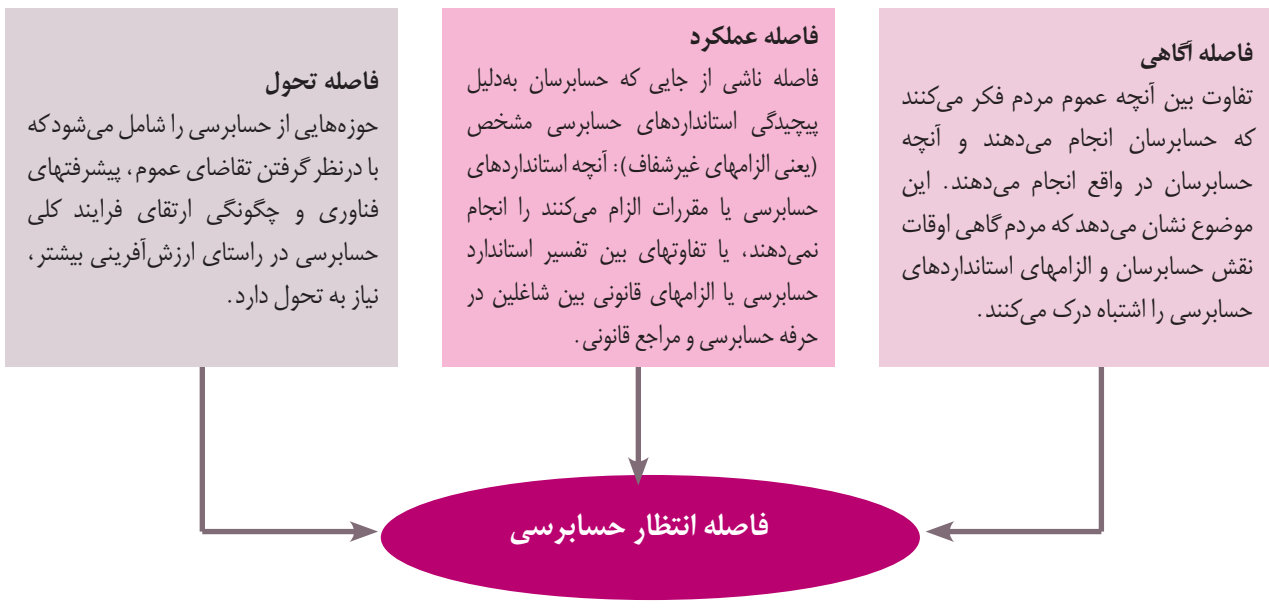 فاصله آگاهی
تفاوت بین آنچه عموم مردم فکر می‌کنند
که حسابرسان انجام می‌دهند و آنچه
حسابرسان در واقع انجام می‌دهند. این
موضوع نشان می‌دهد که مردم گاهی اوقات
نقش حسابرسان و الزامهای استانداردهای
حسابرسی را اشتباه درک می‌کنند.
فاصله عملکرد
فاصله ناشی از جایی که حسابرسان به‌دلیل
پیچیدگی استانداردهای حسابرسی مشخص
(یعنی الزامهای غیرشفاف): آنچه استانداردهای
حسابرسی یا مقررات الزام می‌کنند را انجام
نمی‌دهند، یا تفاوتهای بین تفسیر استاندارد
حسابرسی یا الزامهای قانونی بین شاغلین در
حرفه حسابرسی و مراجع قانونی.
فاصله تحول
حوزه‌هایی از حسابرسی را شامل می‌شود که
با درنظر گرفتن تقاضای عموم، پیشرفتهای
فناوری و چگونگی ارتقای فرایند کلی
حسابرسی در راستای ارزش‌آفرینی بیشتر،
نیاز به تحول دارد.
فاصله انتظار حسابرسی